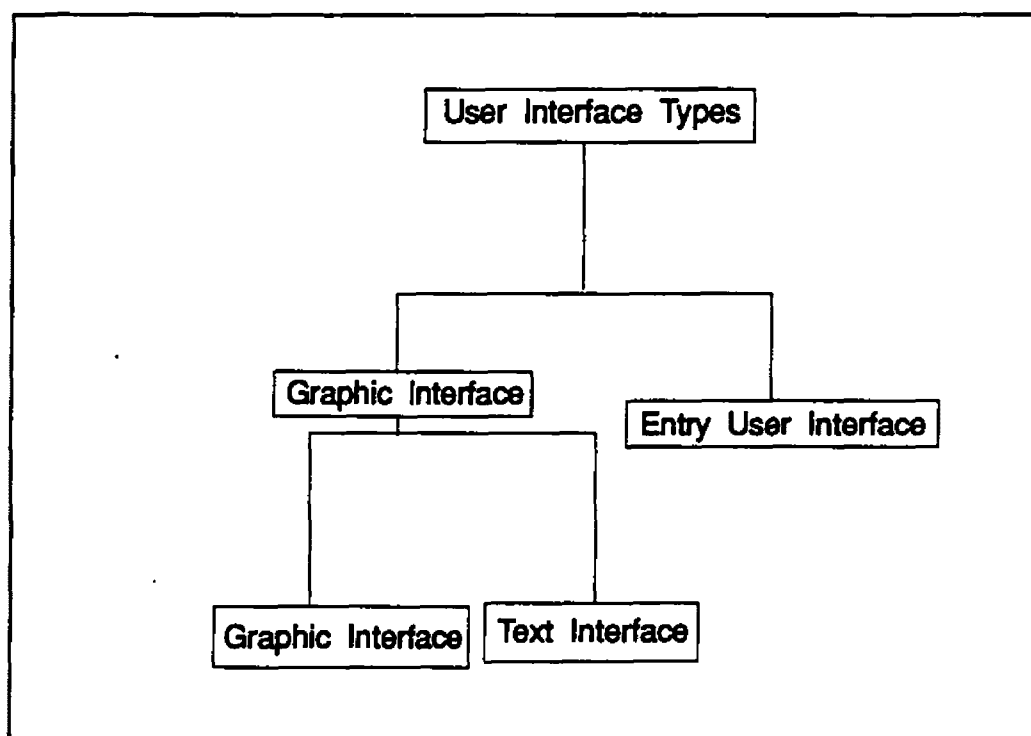 User Interface Types
Graphic Interface
Entry User Interface
Graphic Interface
Text Interface